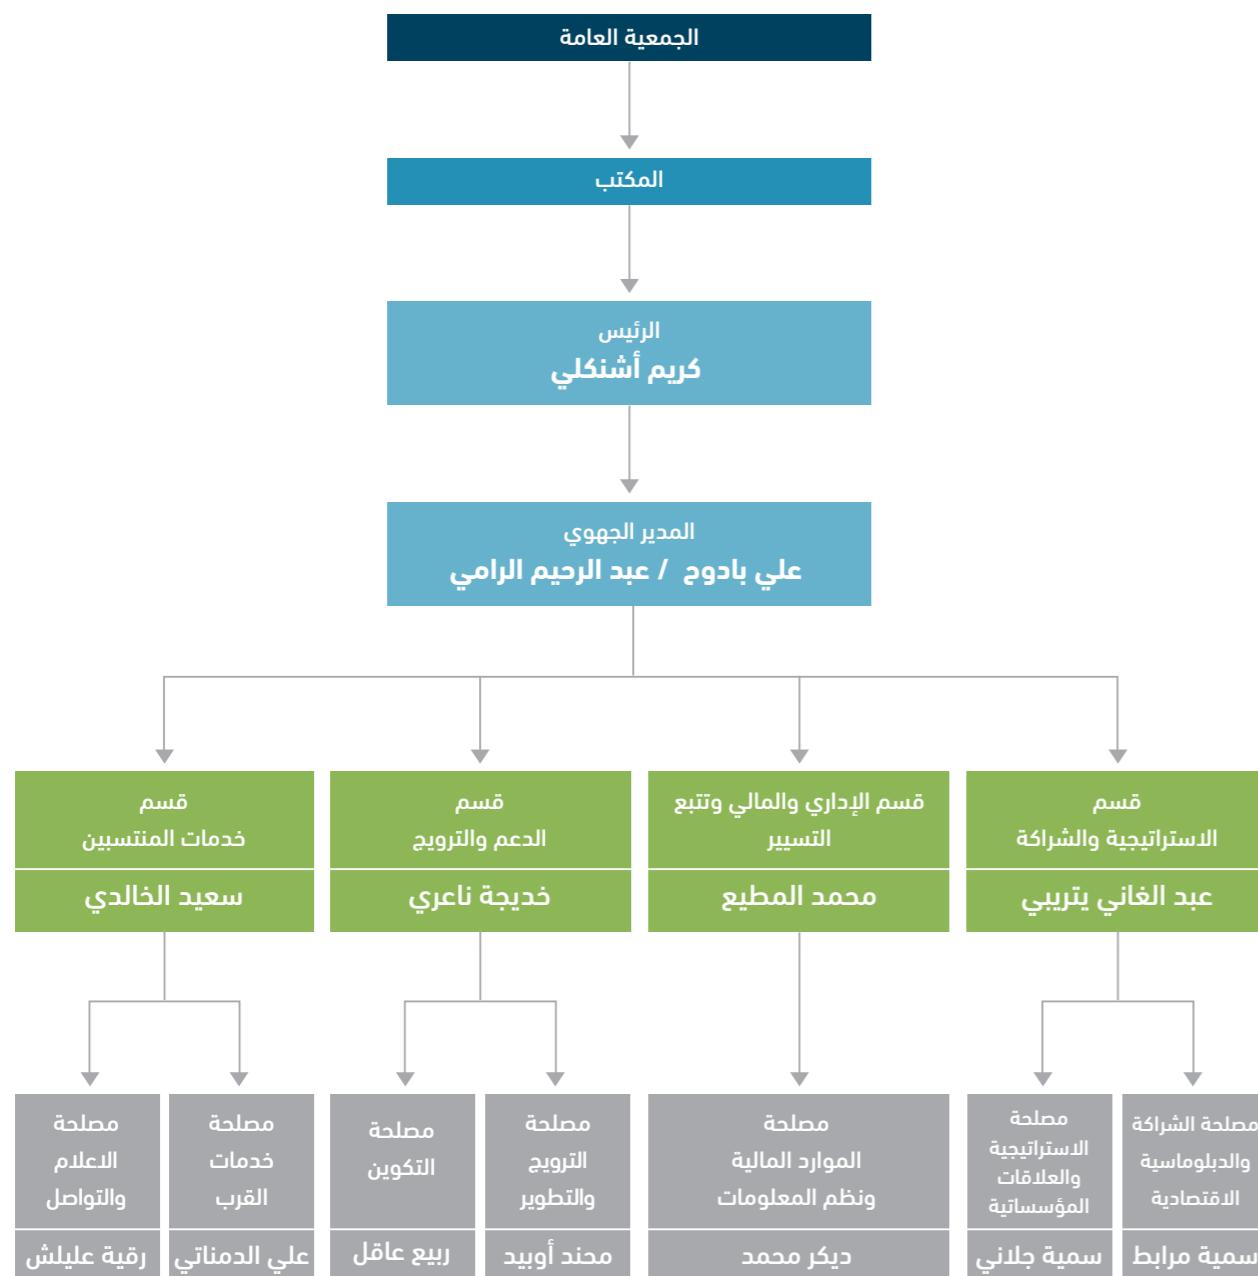 الجمعية العامة
المكتب
الرئيس
كريم أشنكلي
المدير الجهوي
علي بادوح / عبد الرحيم الرامي
قسم
الاستراتيجية والشراكة
عبد الغاني يتريبي
قسم الإداري والمالي وتتبع
التسيير
محمد المطيع
قسم
الدعم والترويج
خديجة ناعري
قسم
خدمات المنتسبين
سعيد الخالدي
مصلحة الشراكة
والدبلوماسية
الاقتصادية
سمية مرابط
مصلحة
الاستراتيجية
والعلاقات
المؤسساتية
سمية جلاني
مصلحة
الموارد المالية
ونظم المعلومات
ديكر محمد
مصلحة
الترويج
والتطوير
محند أوبيد
مصلحة
التكوين
ربيع عاقل
مصلحة
خدمات
القرب
علي الدمناتي
مصلحة
الاعلام
والتواصل
رقية عليلش